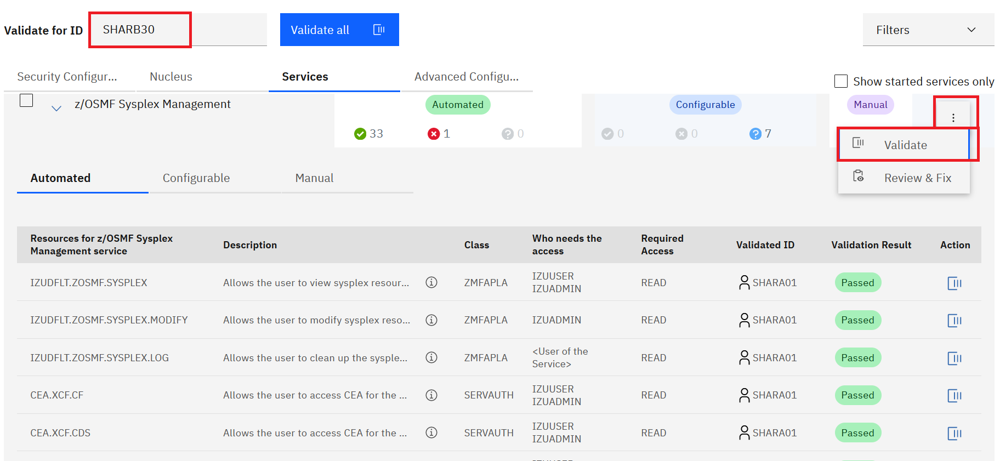 Validate for ID
SHARB30
Validate all
Filters
Security Configur...
Nucleus
Services
Advanced Configu...
Show started services only
z/OSMF Sysplex Management
Automated
Configurable
Manual
33
1
0
0
0
7
Validate
Review & Fix
Automated
Configurable
Manual
Resources for z/OSMF Sysplex
Management service
Description
Class
Who needs the
access
Required
Access
Validated ID
Validation Result
Action
IZUDFLT.ZOSMF.SYSPLEX
Allows the user to view sysplex resour...
ZMFAPLA
IZUUSER
IZUADMIN
READ
SHARA01
Passed
IZUDFLT.ZOSMF.SYSPLEX.MODIFY
Allows the user to modify sysplex reso...
ZMFAPLA
IZUADMIN
READ
SHARA01
Passed
IZUDFLT.ZOSMF.SYSPLEX.LOG
Allows the user to clean up the sysple...
ZMFAPLA
<User of the
Service>
READ
SHARA01
Passed
CEA.XCF.CF
Allows the user to access CEA for the ...
SERVAUTH
IZUUSER
IZUADMIN
READ
SHARA01
Passed
CEA.XCF.CDS
Allows the user to access CEA for the ...
SERVAUTH
IZUUSER
IZUADMIN
READ
SHARA01
Passed